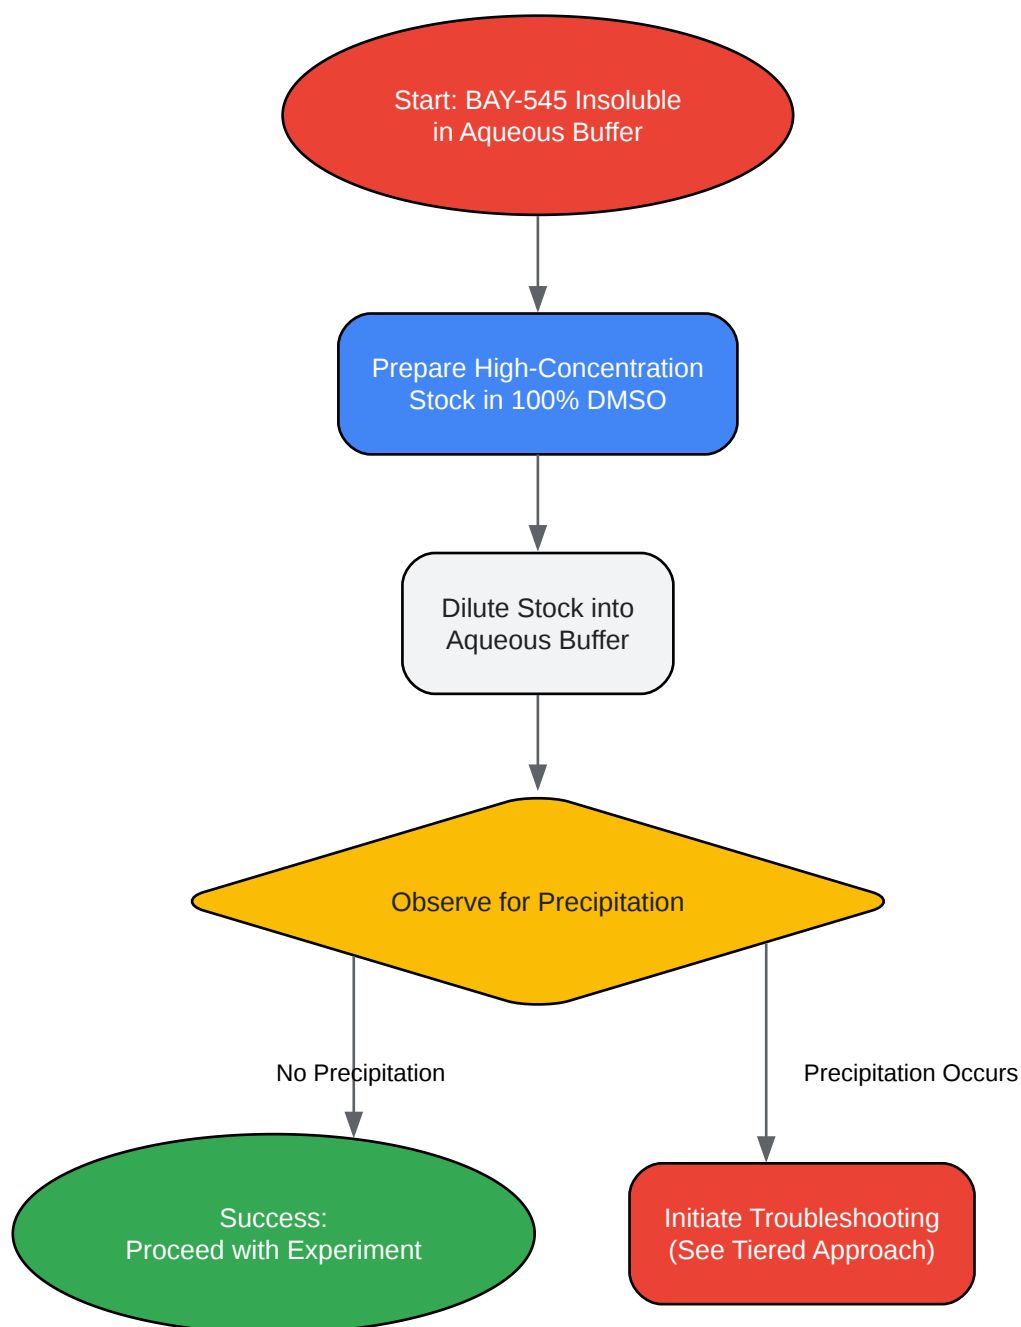 Start: BAY-545 Insoluble
in Aqueous Buffer
Prepare High-Concentration
Stock in 100% DMSO
Dilute Stock into
Aqueous Buffer
Observe for Precipitation
No Precipitation
Precipitation Occurs
Success:
Proceed with Experiment
Initiate Troubleshooting
(See Tiered Approach)